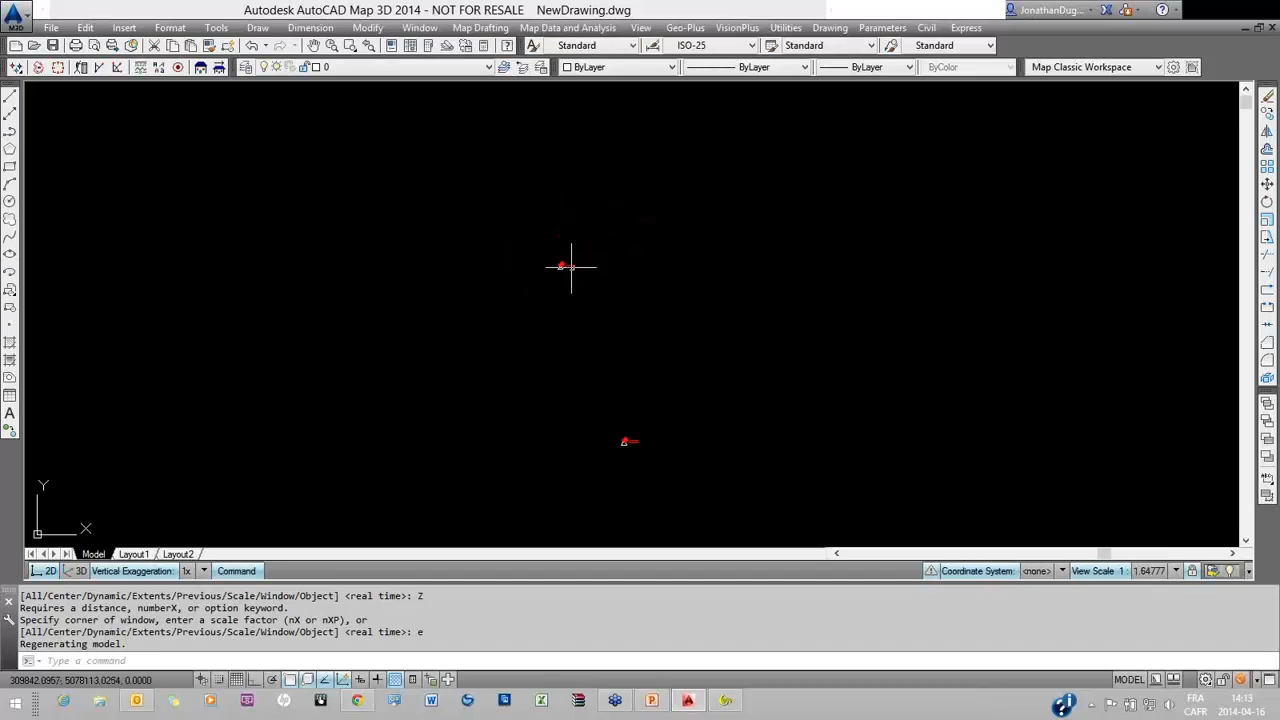 Autodesk AutoCAD Map 3D 2014 - NOT FOR RESALE NewDrawing.dwg
JonathanDug...
File Edit Insert Format Tools Draw Dimension Modify Window Map Drafting Map Data and Analysis View Geo-Plus VisionPlus Utilities Drawing Parameters Civil Express
Standard ISO-25 Standard Standard
0 ByLayer ByLayer ByLayer ByColor Map Classic Workspace
Y
X
Model Layout1 Layout2
2D 3D Vertical Exaggeration: 1x Command Coordinate System: <none> View Scale 1: 1.64777
[All/Center/Dynamic/Extents/Previous/Scale/Window/Object] <real time>: Z
Requires a distance, numberX, or option keyword.
Specify corner of window, enter a scale factor (nX or nXP), or
[All/Center/Dynamic/Extents/Previous/Scale/Window/Object] <real time>: e
Regenerating model.
Type a command
309842.0957, 5078113.0254, 0.0000 MODEL
FRA 14:13
CAFR 2014-04-16